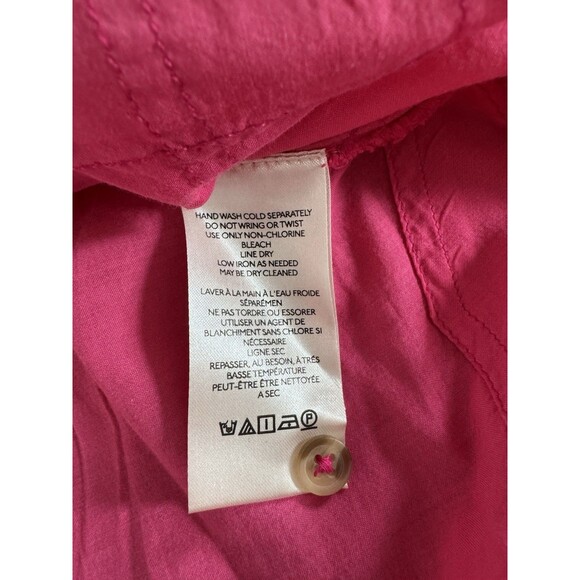 HAND WASH COLD SEPARATELY
DO NOT WRING OR TWIST
USE ONLY NON-CHLORINE
BLEACH
LINE DRY
LOW IRON AS NEEDED
MAY BE DRY CLEANED
LAVER À LA MAIN À L'EAU FROIDE
SÉPARÉMEN
NE PAS TORDRE OU ESSORER
UTILISER UN AGENT DE
BLANCHIMENT SANS CHLORE SI
NÉCESSAIRE
LIGNE SEC
REPASSER, AU BESOIN, À TRÉS
BASSE TEMPÉRATURE
PEUT-ÊTRE ÊTRE NETTOYÉE
A SEC